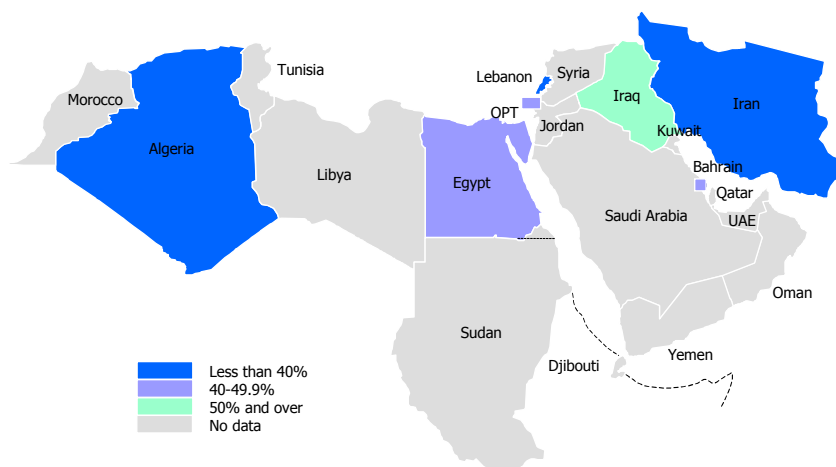 Tunisia
Lebanon
Syria
Morocco
Iraq
Iran
OPT
Jordan
Kuwait
Algeria
Libya
Egypt
Bahrain
Qatar
Saudi Arabia
UAE
Oman
Sudan
Yemen
Djibouti
Less than 40%
40-49.9%
50% and over
No data